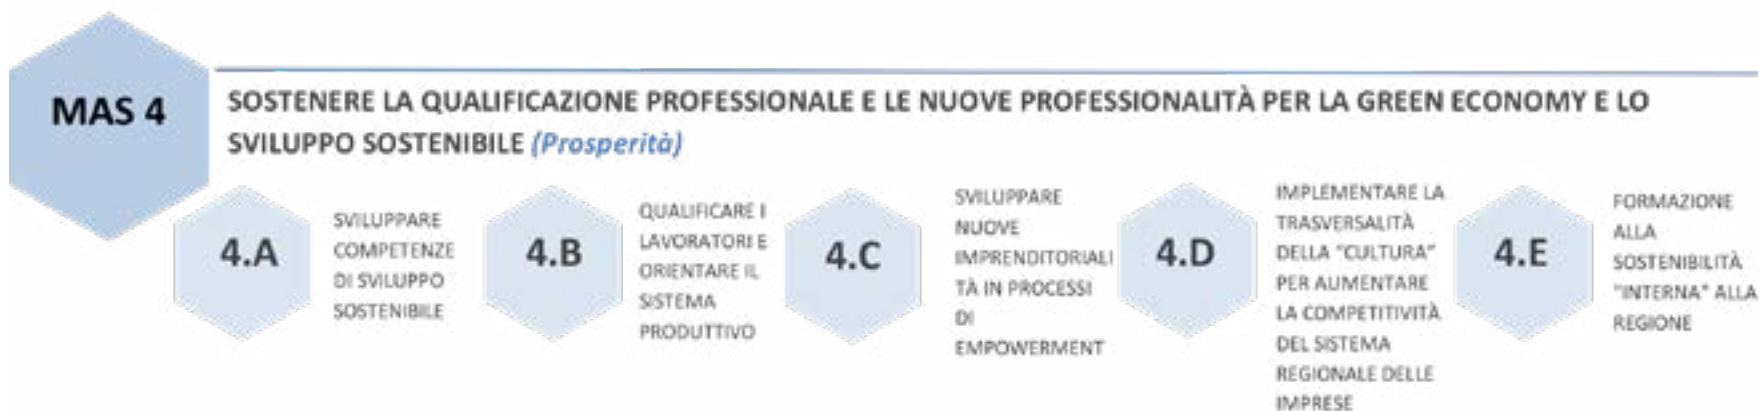 MAS 4
SOSTENERE LA QUALIFICAZIONE PROFESSIONALE E LE NUOVE PROFESSIONALITÀ PER LA GREEN ECONOMY E LO
SVILUPPO SOSTENIBILE (Prosperità)
4.A
SVILUPPARE
COMPETENZE
DI SVILUPPO
SOSTENIBILE
4.B
QUALIFICARE I
LAVORATORI E
ORIENTARE IL
SISTEMA
PRODUTTIVO
4.C
SVILUPPARE
NUOVE
IMPRENDITORIALI
TÀ IN PROCESSI
DI
EMPOWERMENT
4.D
IMPLEMENTARE LA
TRASVERSALITÀ
DELLA "CULTURA"
PER AUMENTARE
LA COMPETITIVITÀ
DEL SISTEMA
REGIONALE DELLE
IMPRESE
4.E
FORMAZIONE
ALLA
SOSTENIBILITÀ
"INTERNA" ALLA
REGIONE